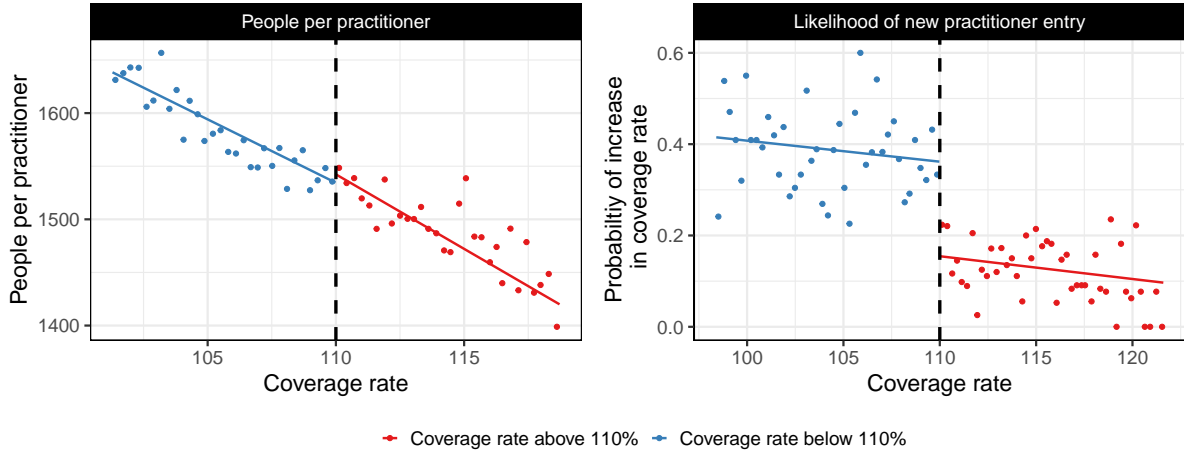 People per practitioner
Likelihood of new practitioner entry
People per practitioner
1600
1500
1400
105
110
115
Coverage rate
Probabiltiy of increase
in coverage rate
0.6
0.4
0.2
0.0
100
105
110
115
120
Coverage rate
Coverage rate above 110%
Coverage rate below 110%